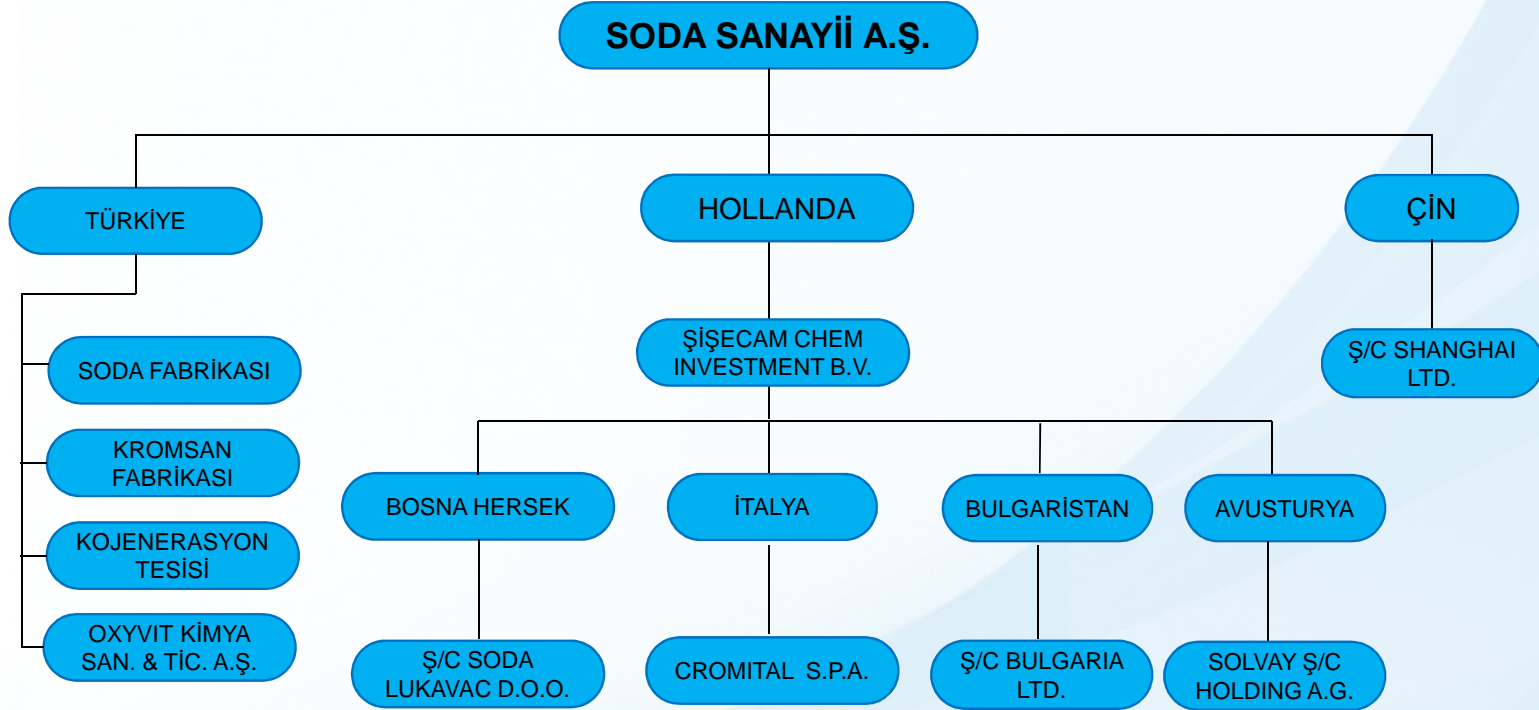 SODA SANAYİİ A.Ş.
TÜRKİYE
HOLLANDA
ÇİN
SODA FABRİKASI
KROMSAN
FABRİKASI
KOJENERASYON
TESİSİ
OXYVIT KİMYA
SAN. & TİC. A.Ş.
ŞİŞECAM CHEM
INVESTMENT B.V.
Ş/C SHANGHAI
LTD.
BOSNA HERSEK
İTALYA
BULGARİSTAN
AVUSTURYA
Ş/C SODA
LUKAVAC D.O.O.
CROMITAL S.P.A.
Ş/C BULGARIA
LTD.
SOLVAY Ş/C
HOLDING A.G.